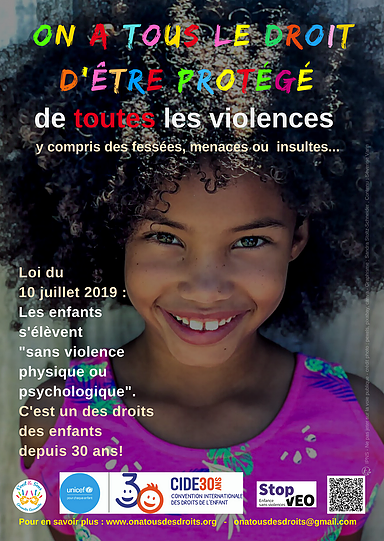 ON A TOUS LE DROIT
D'ÊTRE PROTÉGÉ
de toutes les violences
y compris des fessées, menaces ou insultes...
Loi du
10 juillet 2019 :
Les enfants
s'élèvent
"sans violence
physique ou
psychologique".
C'est un des droits
des enfants
depuis 30 ans!
unicef
30
CIDE30ANS
CONVENTION INTERNATIONALE
DES DROITS DE L'ENFANT
Stop
VEO
Enfance
sans violences
Pour en savoir plus : www.onatousdesdroits.org - onatousdesdroits@gmail.com